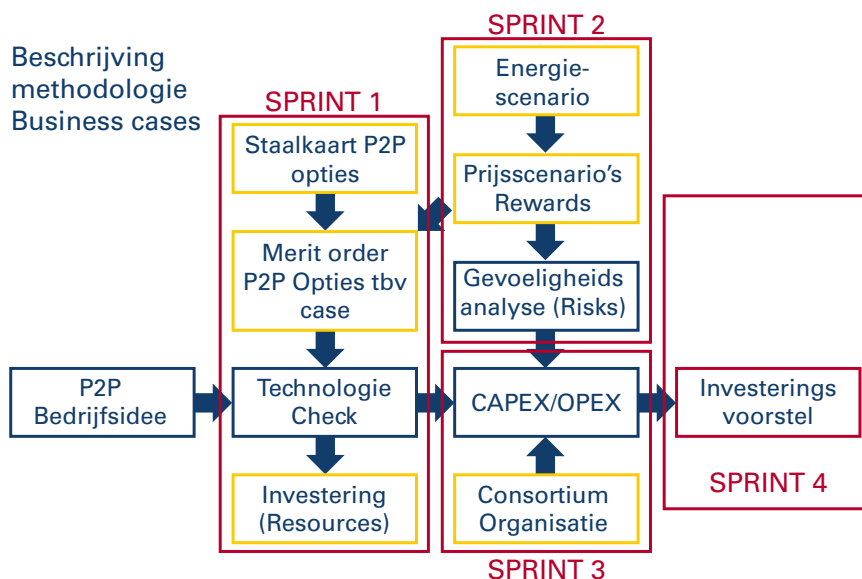 Beschrijving
methodologie
Business cases
SPRINT 1
Staalkaart P2P
opties
Merit order
P2P Opties tbv
case
P2P
Bedrijfsidee
Technologie
Check
Investering
(Resources)
SPRINT 2
Energie-
scenario
Prijsscenario's
Rewards
Gevoeligheids
analyse (Risks)
CAPEX/OPEX
Consortium
Organisatie
SPRINT 3
Investerings
voorstel
SPRINT 4